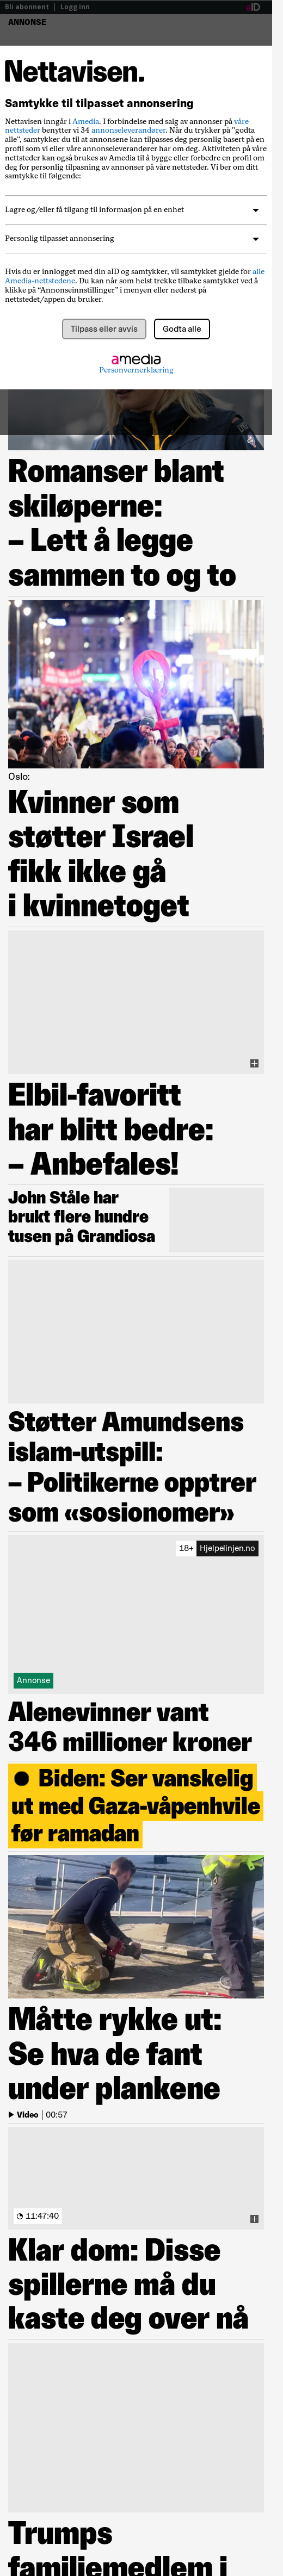 Bli abonnent | Logg inn
aID
ANNONSE
Nettavisen.
Samtykke til tilpasset annonsering
Nettavisen inngår i Amedia. I forbindelse med salg av annonser på våre
nettsteder benytter vi 34 annonseleverandører. Når du trykker på "godta
alle", samtykker du til at annonsene kan tilpasses deg personlig basert på en
profil som vi eller våre annonseleverandører har om deg. Aktiviteten på våre
nettsteder kan også brukes av Amedia til å bygge eller forbedre en profil om
deg for personlig tilpasning av annonser på våre nettsteder. Vi ber om ditt
samtykke til følgende:
Lagre og/eller få tilgang til informasjon på en enhet
Personlig tilpasset annonsering
Hvis du er innlogget med din aID og samtykker, vil samtykket gjelde for alle
Amedia-nettstedene. Du kan når som helst trekke tilbake samtykket ved å
klikke på “Annonseinnstillinger” i menyen eller nederst på
nettstedet/appen du bruker.
Tilpass eller avvis
Godta alle
amedia
Personvernerklæring
Romanser blant
skiløperne:
– Lett å legge
sammen to og to
Oslo:
Kvinner som
støtter Israel
fikk ikke gå
i kvinnetoget
Elbil-favoritt
har blitt bedre:
– Anbefales!
John Ståle har
brukt flere hundre
tusen på Grandiosa
Støtter Amundsens
islam-utspill:
– Politikerne opptrer
som «sosionomer»
18+ Hjelpelinjen.no
Annonse
Alenevinner vant
346 millioner kroner
Biden: Ser vanskelig
ut med Gaza-våpenhvile
før ramadan
Måtte rykke ut:
Se hva de fant
under plankene
Video | 00:57
11:47:40
Klar dom: Disse
spillerne må du
kaste deg over nå
Trumps
familiemedlem i